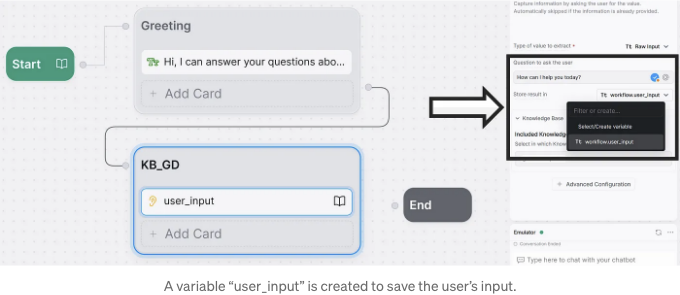 Start
Greeting
Hi, I can answer your questions abo...
+ Add Card
KB_GD
user_input
+ Add Card
End
Capture information by asking the user for the value.
Automatically skipped if the information is already provided.
Type of value to extract •
Tt Raw Input
Question to ask the user
How can I help you today?
Store result in
Tt workflow.user_input
Filter or create...
Select/Create variable
Tt workflow.user_input
Knowledge Base
Included Knowledg
Select in which Know
+ Advanced Configuration
Emulator
Conversation Ended
Type here to chat with your chatbot
A variable “user_input” is created to save the user’s input.